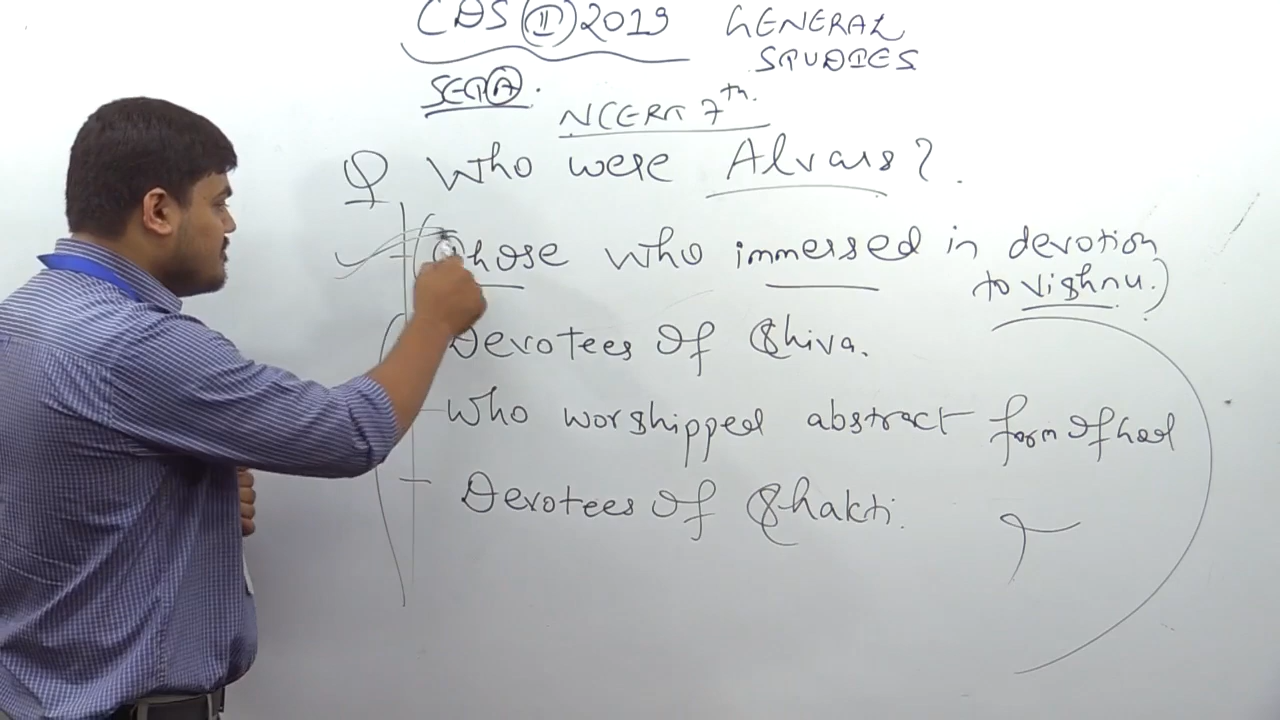 CDS (II) 2019 GENERAL STUDIES
SET (A).
NCERT 7th.
Q Who were Alvars?
Those who immersed in devotion
to Vishnu.)
Devotees Of Shiva.
- Who worshipped abstract form Of God
- Devotees Of Shakti.